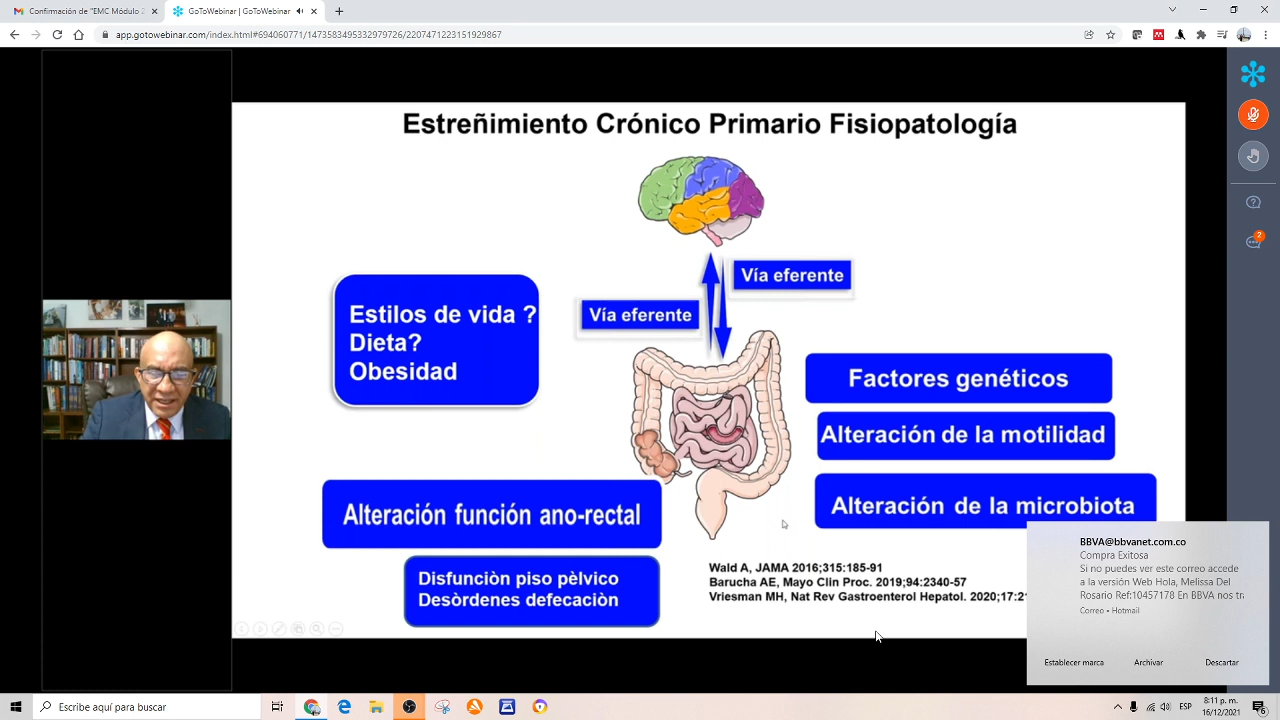 Confirmación de "EMC Módulo
GoToWebinar | GoToWebinar
app.gotowebinar.com/index.html#694060771/1473583495332979726/2207471223151929867
Estreñimiento Crónico Primario Fisiopatología
Vía eferente
Vía eferente
Estilos de vida ?
Dieta?
Obesidad
Factores genéticos
Alteración de la motilidad
Alteración de la microbiota
Alteración función ano-rectal
Disfunciòn piso pèlvico
Desòrdenes defecaciòn
Wald A, JAMA 2016;315:185-91
Barucha AE, Mayo Clin Proc. 2019;94:2340-57
Vriesman MH, Nat Rev Gastroenterol Hepatol. 2020;17:21
2
BBVA@bbvanet.com.co
Compra Exitosa
Si no puedes ver este correo accede
a la versión Web Hola, Melissa Del
Rosario Ref:10457178 En BBVA nos tr
Correo • Hotmail
Establecer marca
Archivar
Descartar
Escribe aquí para buscar
ESP
8:11 p. m.
16/12/2021